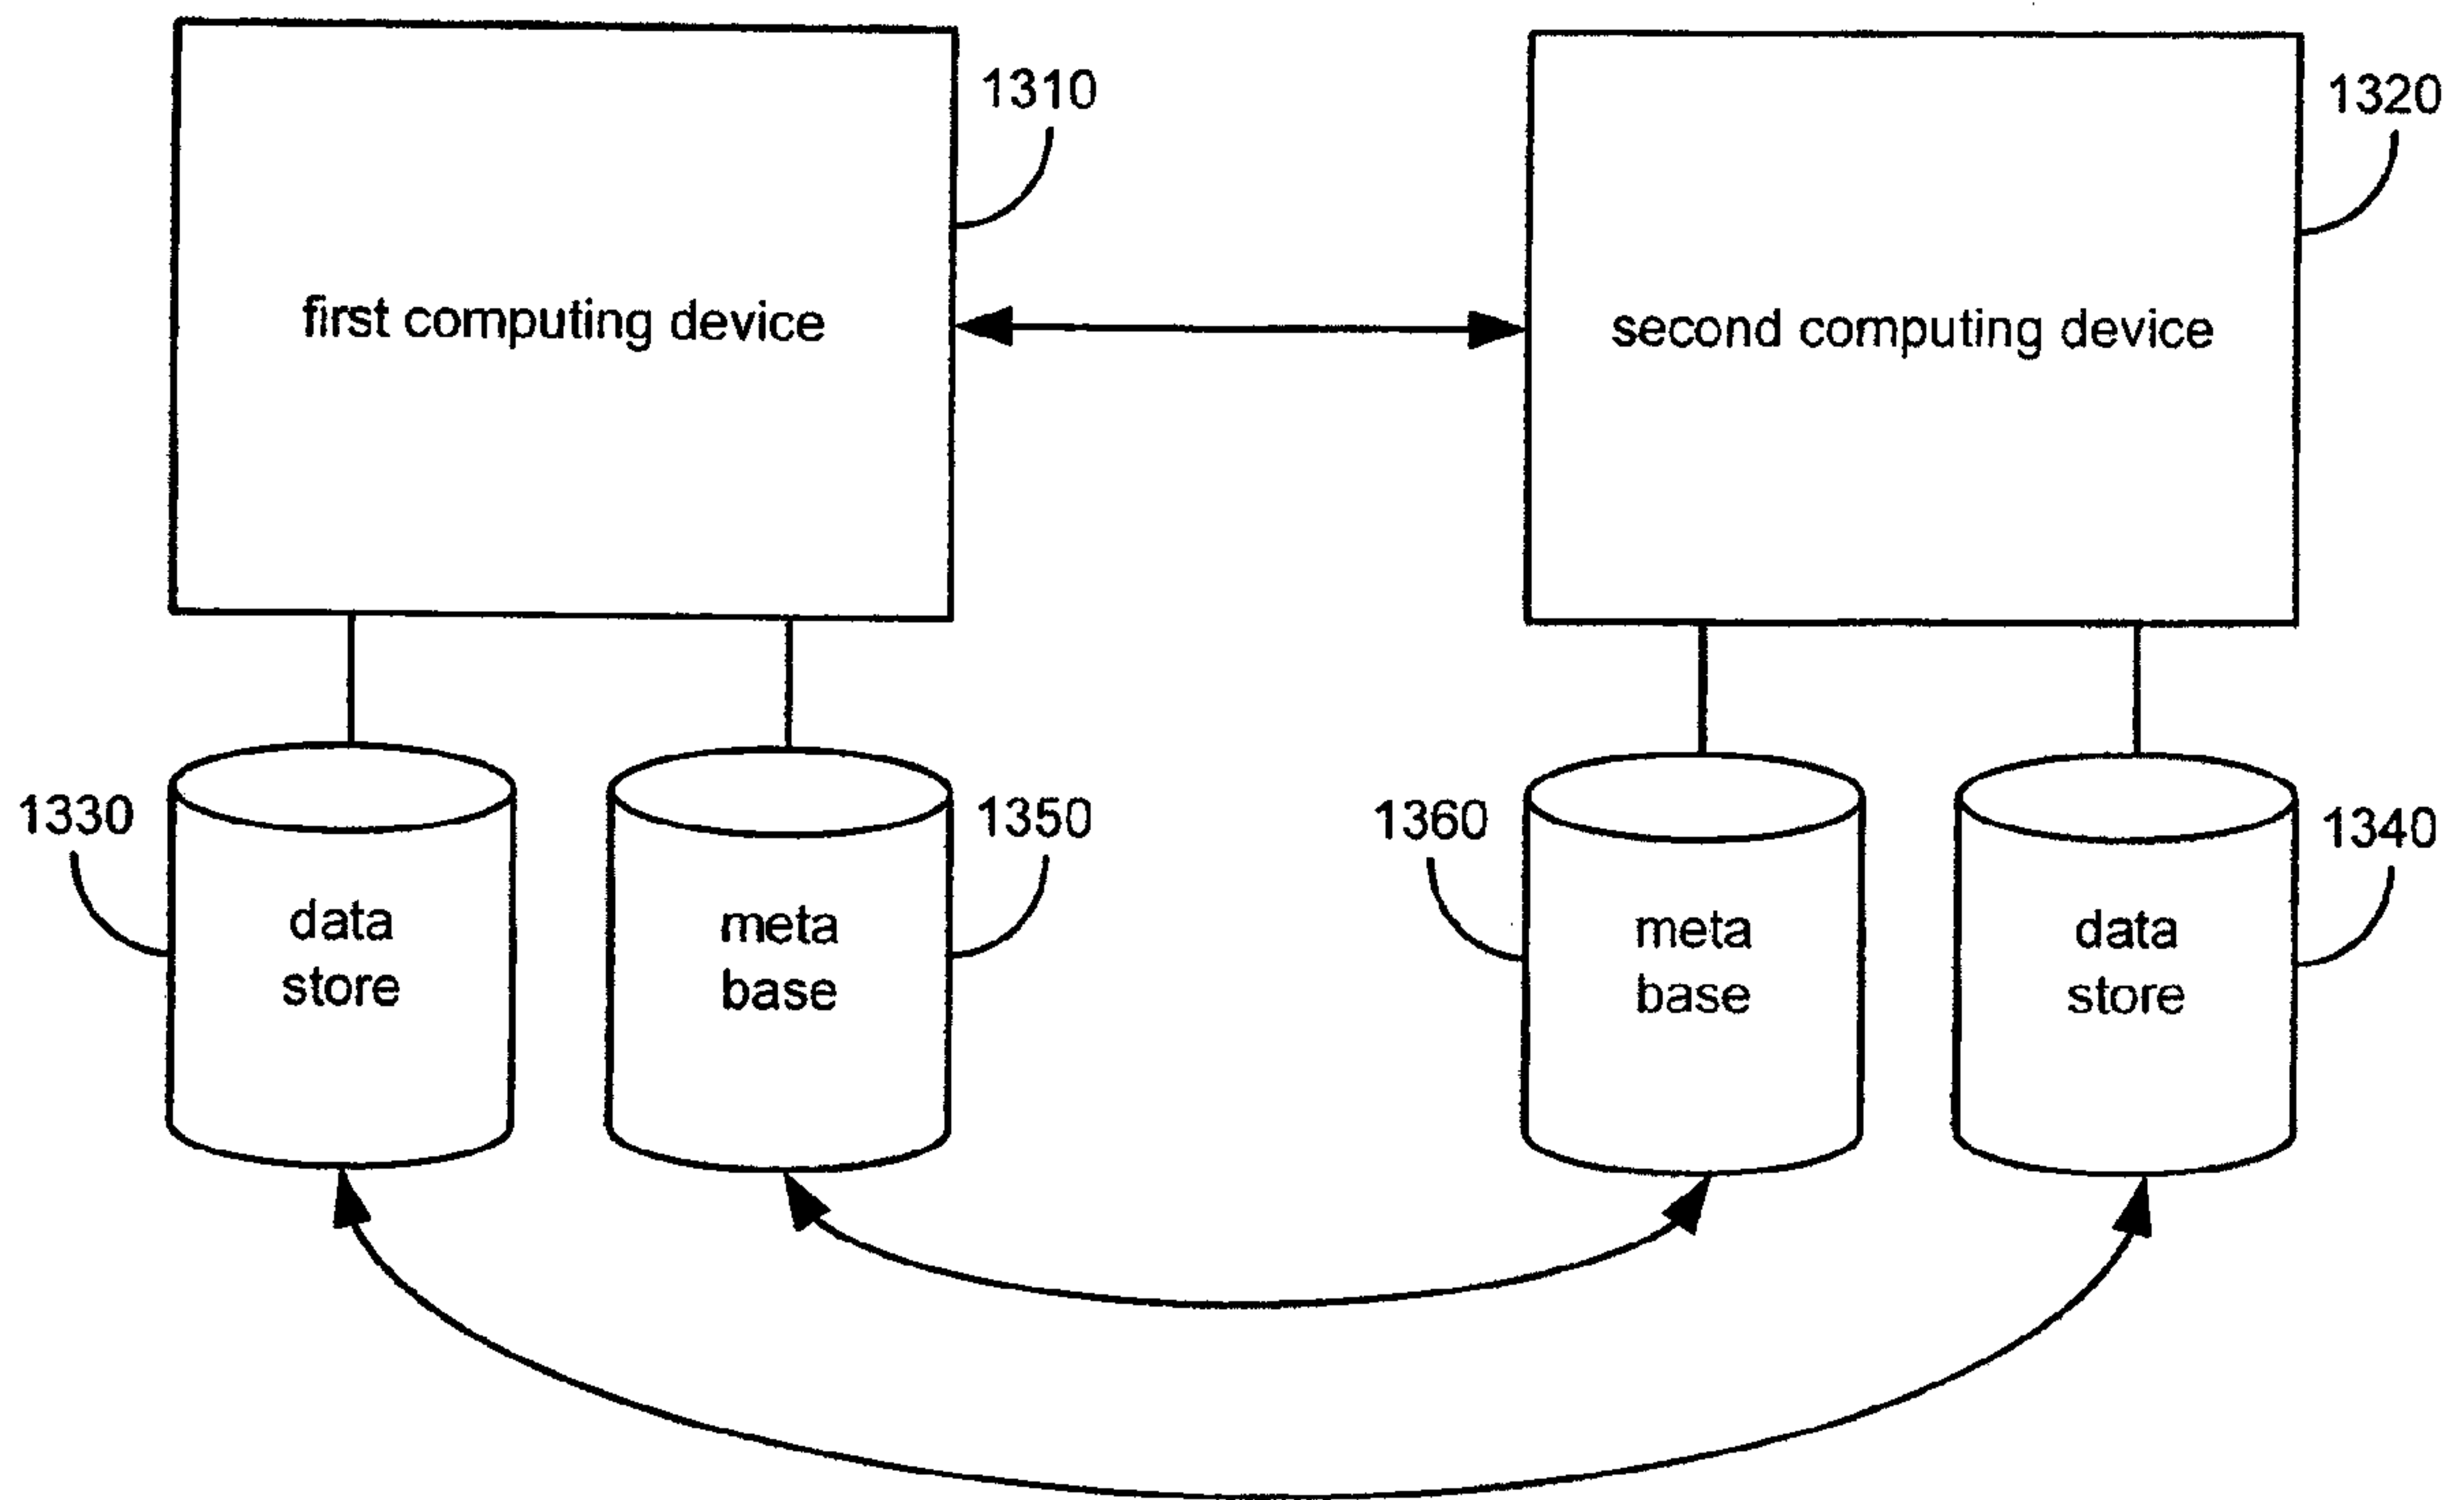 1310
1320
first computing device
second computing device
1330
1350
1360
1340
data
store
meta
base
meta
base
data
store